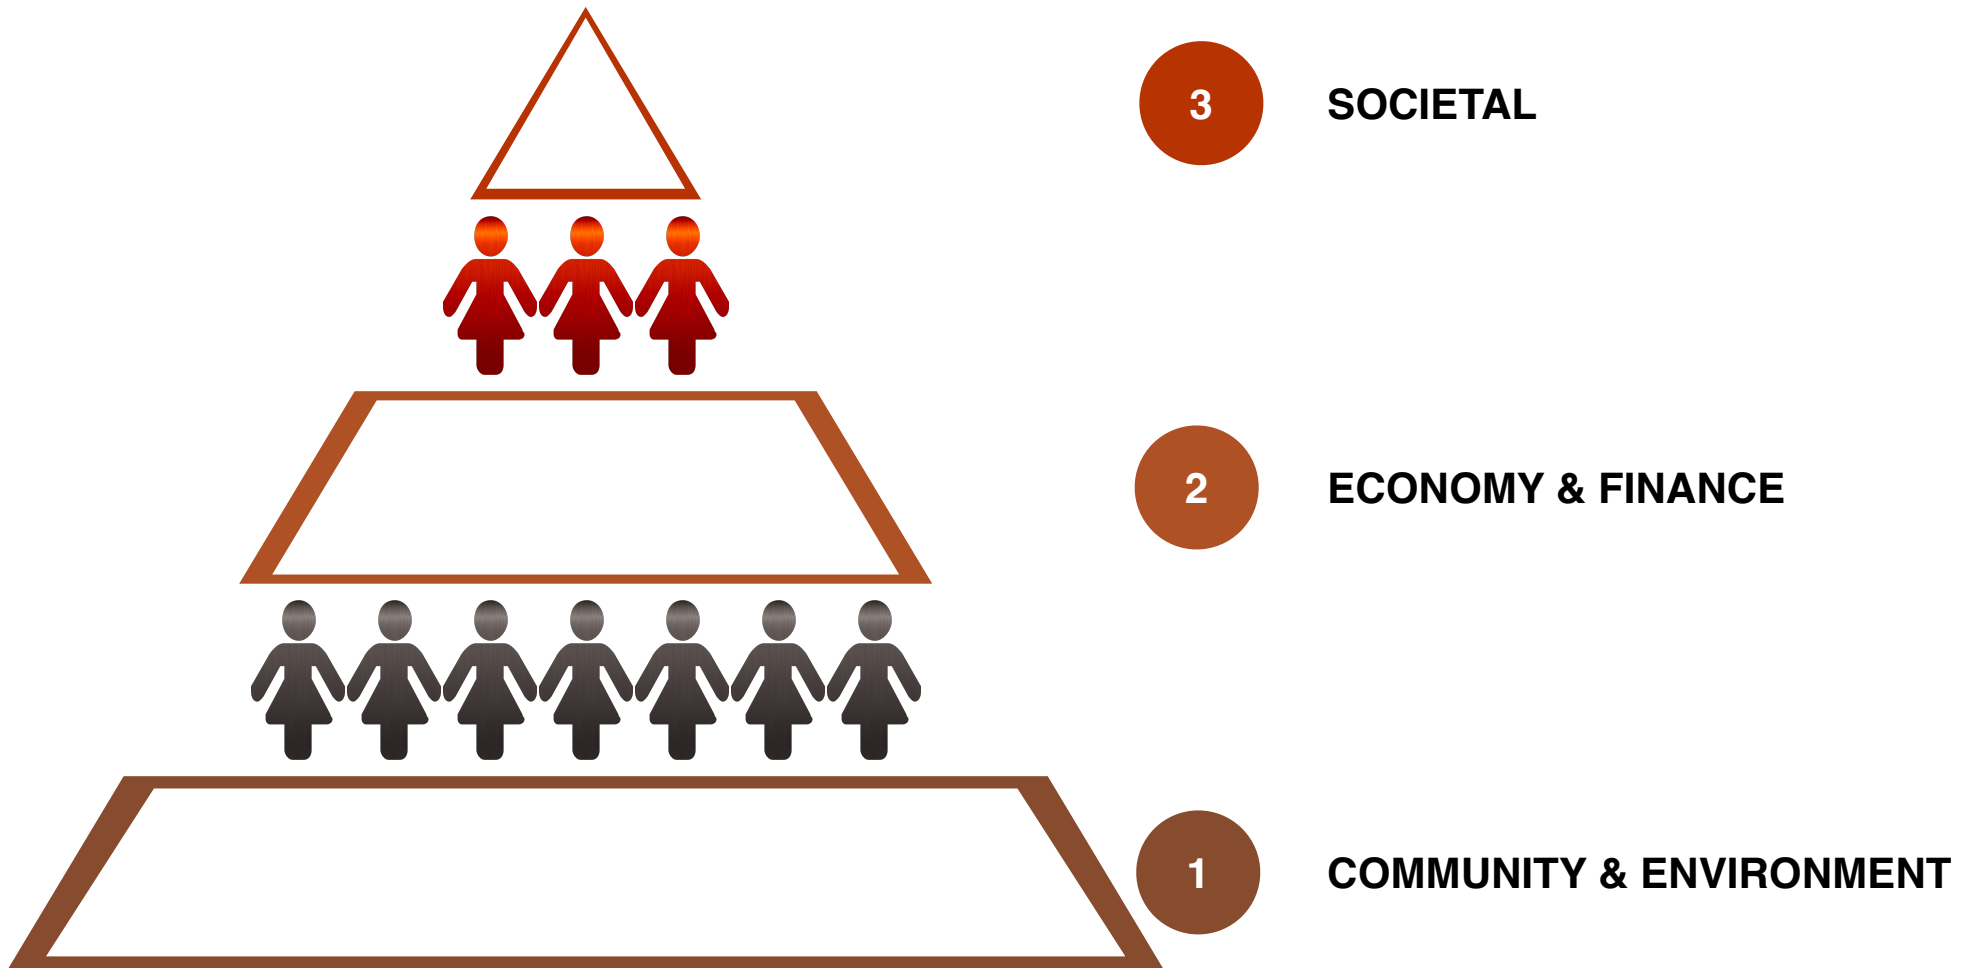 3 SOCIETAL
2 ECONOMY & FINANCE
1 COMMUNITY & ENVIRONMENT